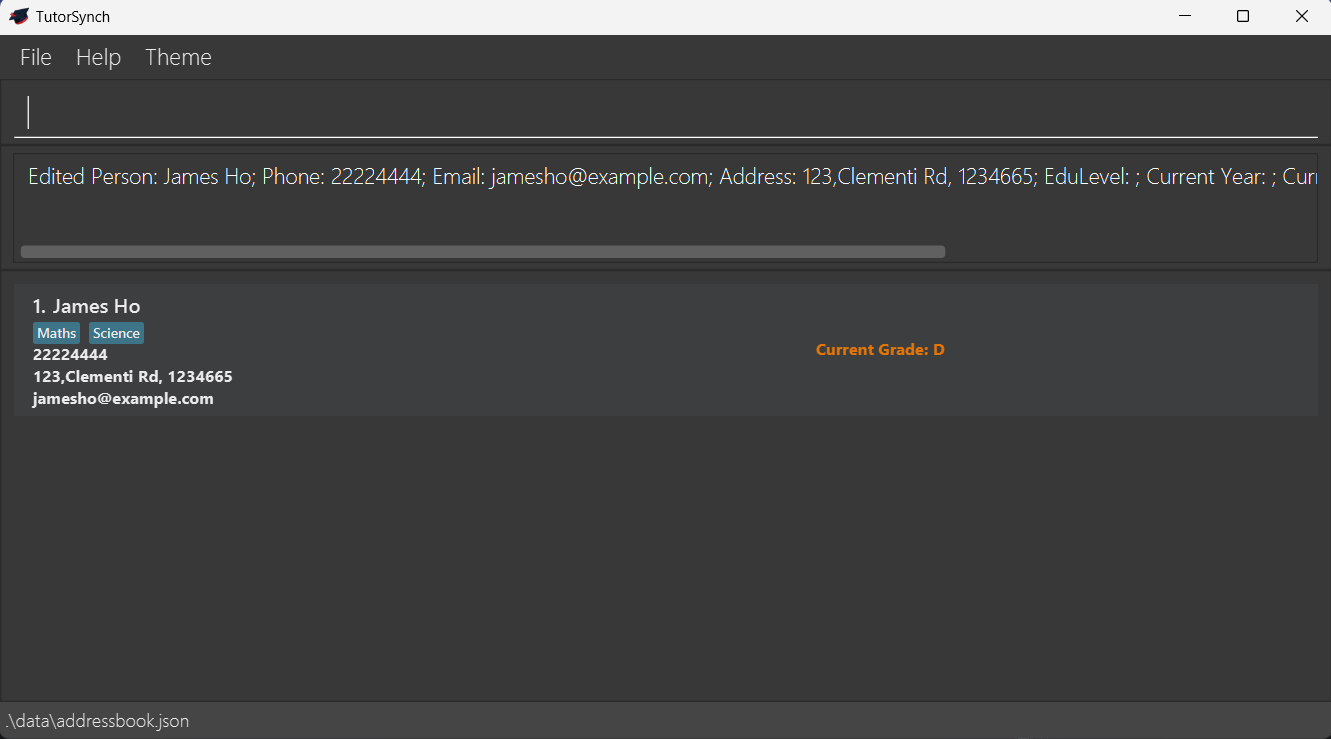 TutorSynch
File Help Theme
Edited Person: James Ho; Phone: 22224444; Email: jamesho@example.com; Address: 123,Clementi Rd, 1234665; EduLevel: ; Current Year: ;
1. James Ho
Maths Science
22224444
Current Grade: D
123,Clementi Rd, 1234665
jamesho@example.com
.\data\addressbook.json